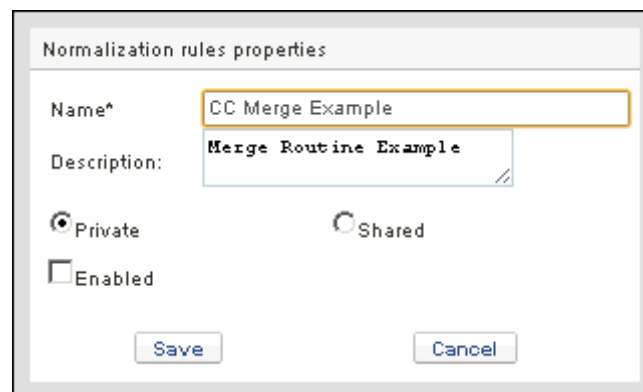 Normalization rules properties
Name* CC Merge Example
Description: Merge Routine Example
Private Shared
Enabled
Save Cancel